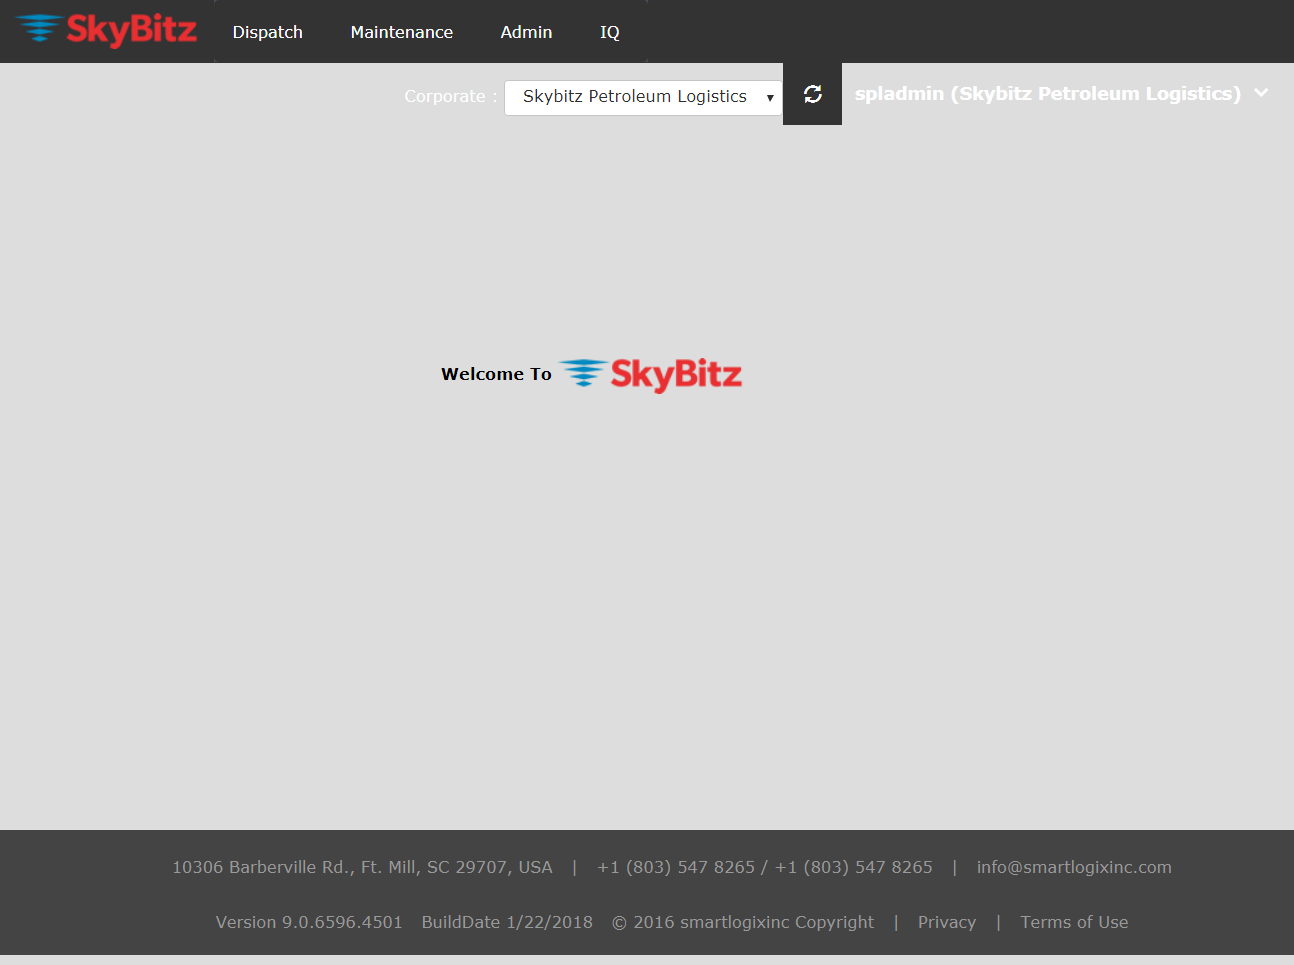 SkyBitz Dispatch Maintenance Admin IQ
Corporate : Skybitz Petroleum Logistics spladmin (Skybitz Petroleum Logistics)
Welcome To SkyBitz
10306 Barberville Rd., Ft. Mill, SC 29707, USA | +1 (803) 547 8265 / +1 (803) 547 8265 | info@smartlogixinc.com
Version 9.0.6596.4501 BuildDate 1/22/2018 © 2016 smartlogixinc Copyright | Privacy | Terms of Use